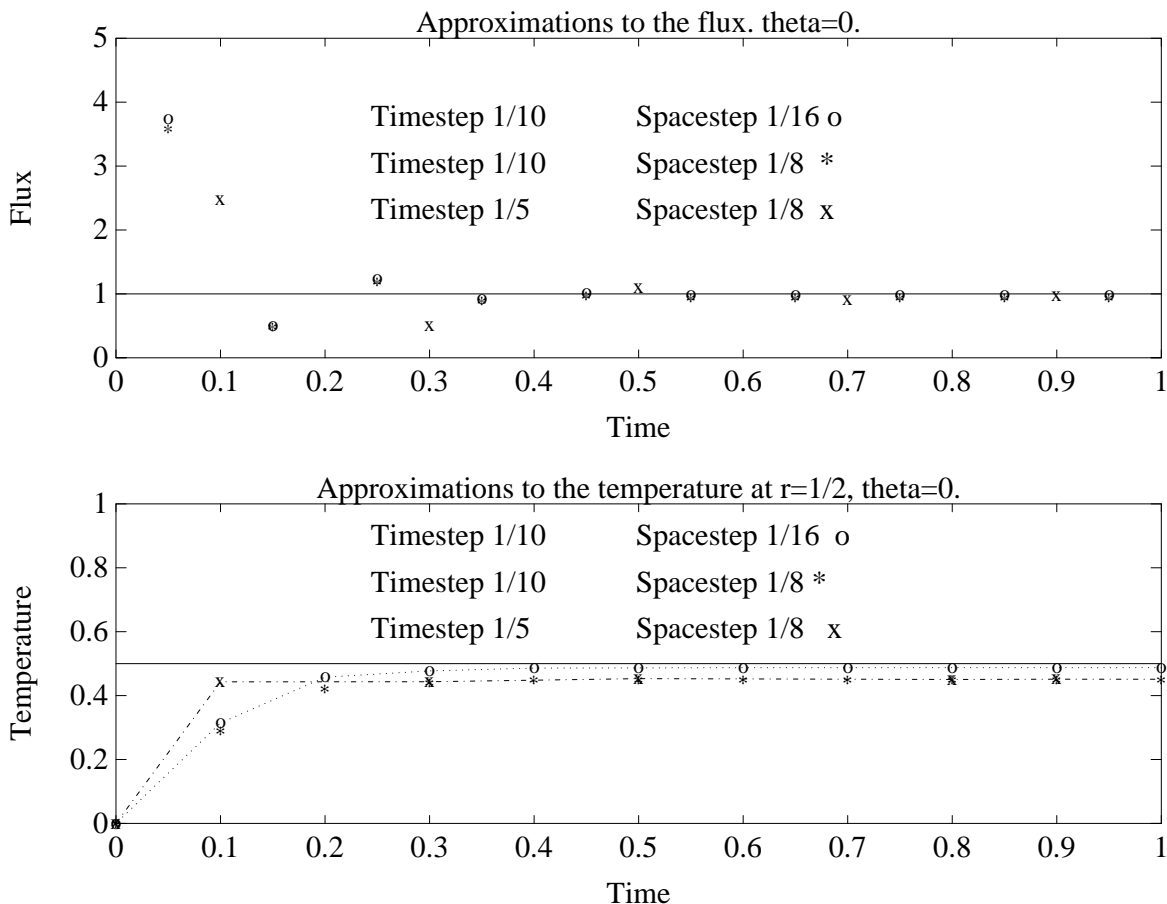 Approximations to the flux. theta=0.
5
4
3
2
1
0
Flux
Timestep 1/10 Spacestep 1/16 o
Timestep 1/10 Spacestep 1/8 *
Timestep 1/5 Spacestep 1/8 x
0 0.1 0.2 0.3 0.4 0.5 0.6 0.7 0.8 0.9 1
Time
Approximations to the temperature at r=1/2, theta=0.
1
0.8
0.6
0.4
0.2
0
Temperature
Timestep 1/10 Spacestep 1/16 o
Timestep 1/10 Spacestep 1/8 *
Timestep 1/5 Spacestep 1/8 x
0 0.1 0.2 0.3 0.4 0.5 0.6 0.7 0.8 0.9 1
Time